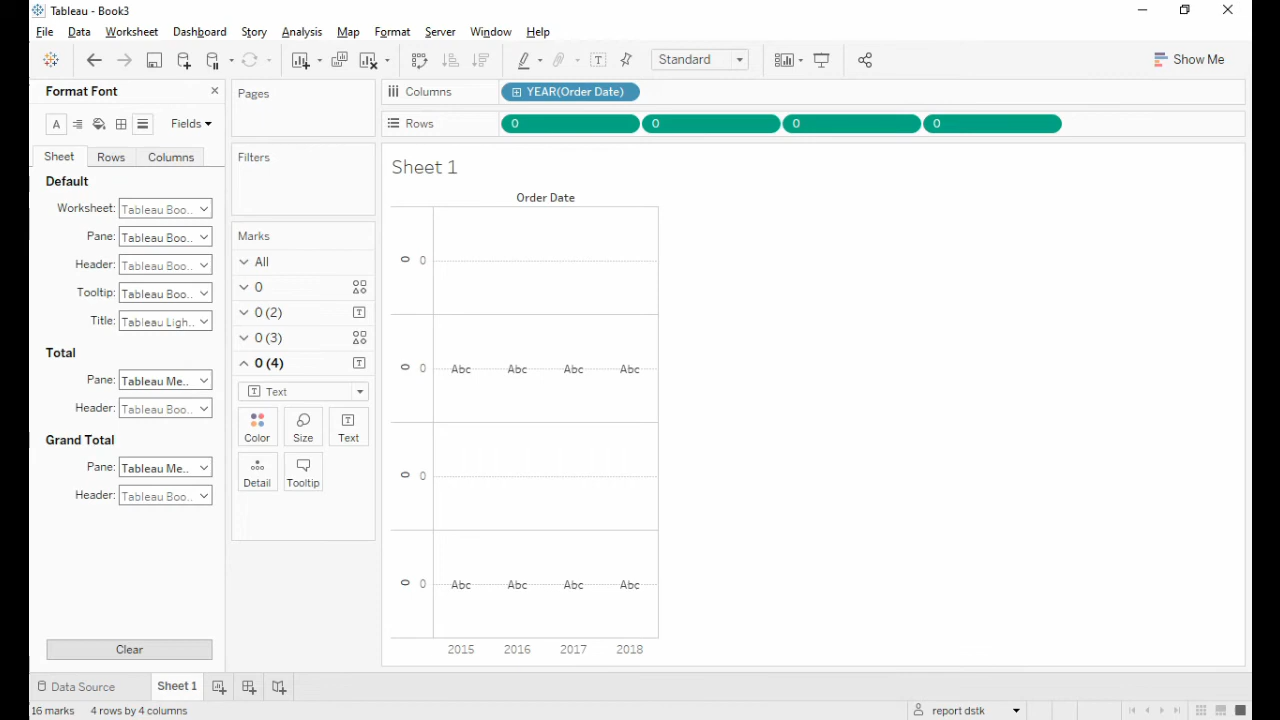 Tableau - Book3
File Data Worksheet Dashboard Story Analysis Map Format Server Window Help
Standard
Show Me
Format Font
Fields
Sheet Rows Columns
Default
Worksheet: Tableau Boo..
Pane: Tableau Boo..
Header: Tableau Boo..
Tooltip: Tableau Boo..
Title: Tableau Ligh..
Total
Pane: Tableau Me..
Header: Tableau Boo..
Grand Total
Pane: Tableau Me..
Header: Tableau Boo..
Clear
Pages
Filters
Marks
All
0
0 (2)
0 (3)
0 (4)
Text
Color Size Text
Detail Tooltip
Columns YEAR(Order Date)
Rows 0 0 0 0
Sheet 1
Order Date
0 0
0 0 Abc Abc Abc Abc
0 0
0 0 Abc Abc Abc Abc
2015 2016 2017 2018
Data Source Sheet 1
16 marks 4 rows by 4 columns report dstk